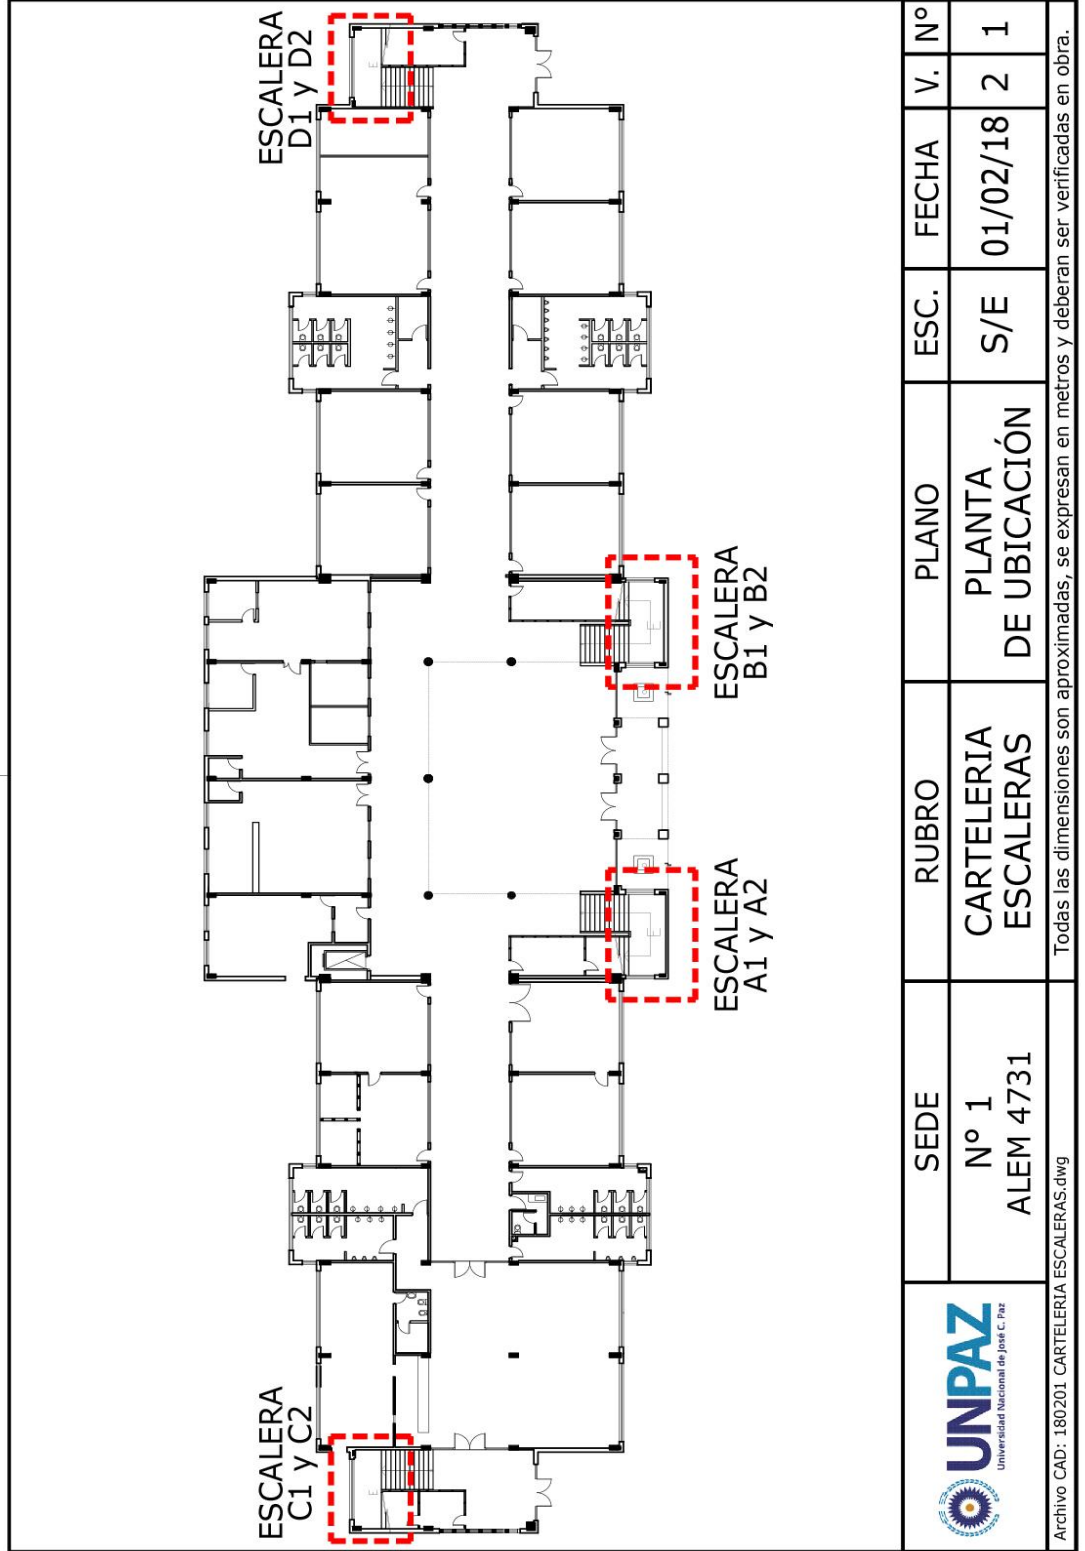 ESCALERA
C1 y C2
ESCALERA
D1 y D2
ESCALERA
A1 y A2
ESCALERA
B1 y B2
UNPAZ
Universidad Nacional de José C. Paz
SEDE
N° 1
ALEM 4731
RUBRO
CARTELERIA
ESCALERAS
PLANO
PLANTA
DE UBICACIÓN
ESC.
S/E
FECHA
01/02/18
V.
2
N°
1
Archivo CAD: 180201 CARTELERIA ESCALERAS.dwg
Todas las dimensiones son aproximadas, se expresan en metros y deberan ser verificadas en obra.